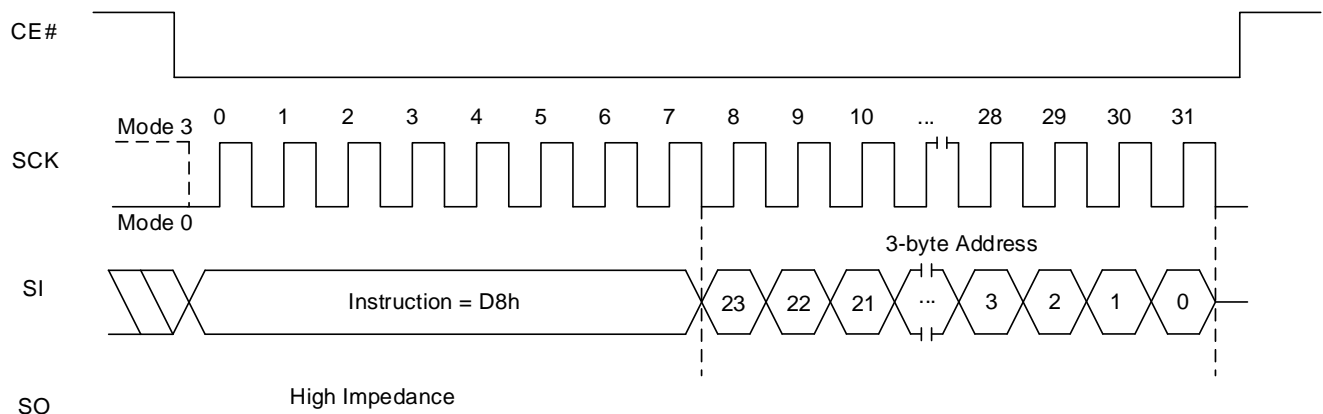 CE#
0 1 2 3 4 5 6 7 8 9 10 ... 28 29 30 31
Mode 3
SCK
Mode 0
3-byte Address
SI
Instruction = D8h
23 22 21 ... 3 2 1 0
High Impedance
SO